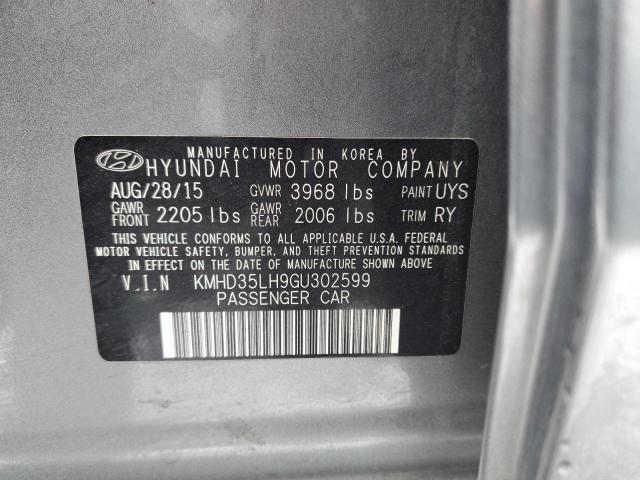 MANUFACTURED IN KOREA BY
HYUNDAI MOTOR COMPANY
AUG/28/15 GVWR 3968 lbs PAINT UYS
GAWR FRONT 2205 lbs GAWR REAR 2006 lbs TRIM RY
THIS VEHICLE CONFORMS TO ALL APPLICABLE U.S.A. FEDERAL
MOTOR VEHICLE SAFETY, BUMPER, AND THEFT PREVENTION STANDARDS
IN EFFECT ON THE DATE OF MANUFACTURE SHOWN ABOVE.
V.I.N KMHD35LH9GU302599
PASSENGER CAR